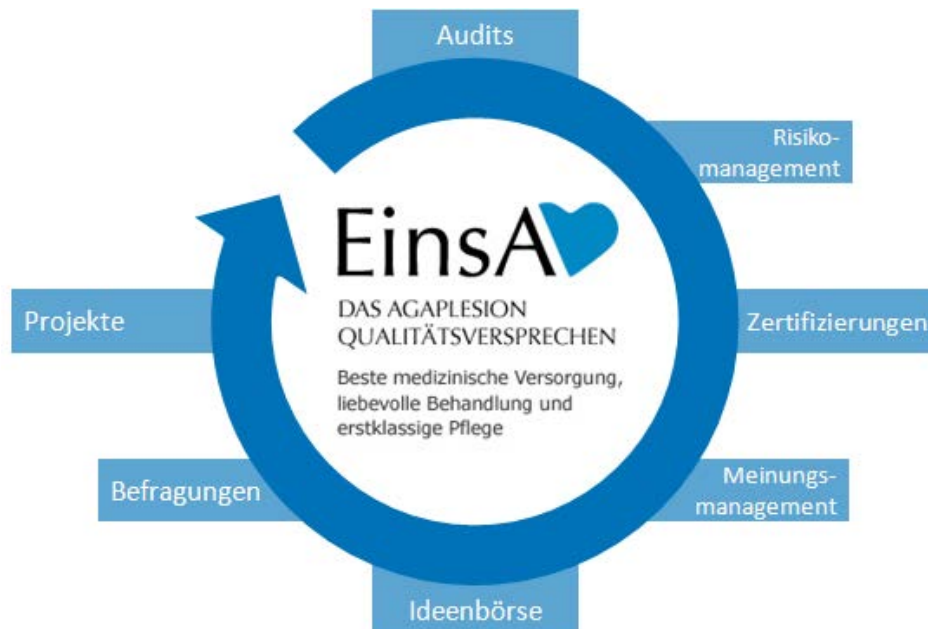 Audits
Risiko-
management
EinsA
DAS AGAPLESION
QUALITÄTSVERSPRECHEN
Projekte
Zertifizierungen
Beste medizinische Versorgung,
liebevolle Behandlung und
erstklassige Pflege
Befragungen
Meinungs-
management
Ideenbörse